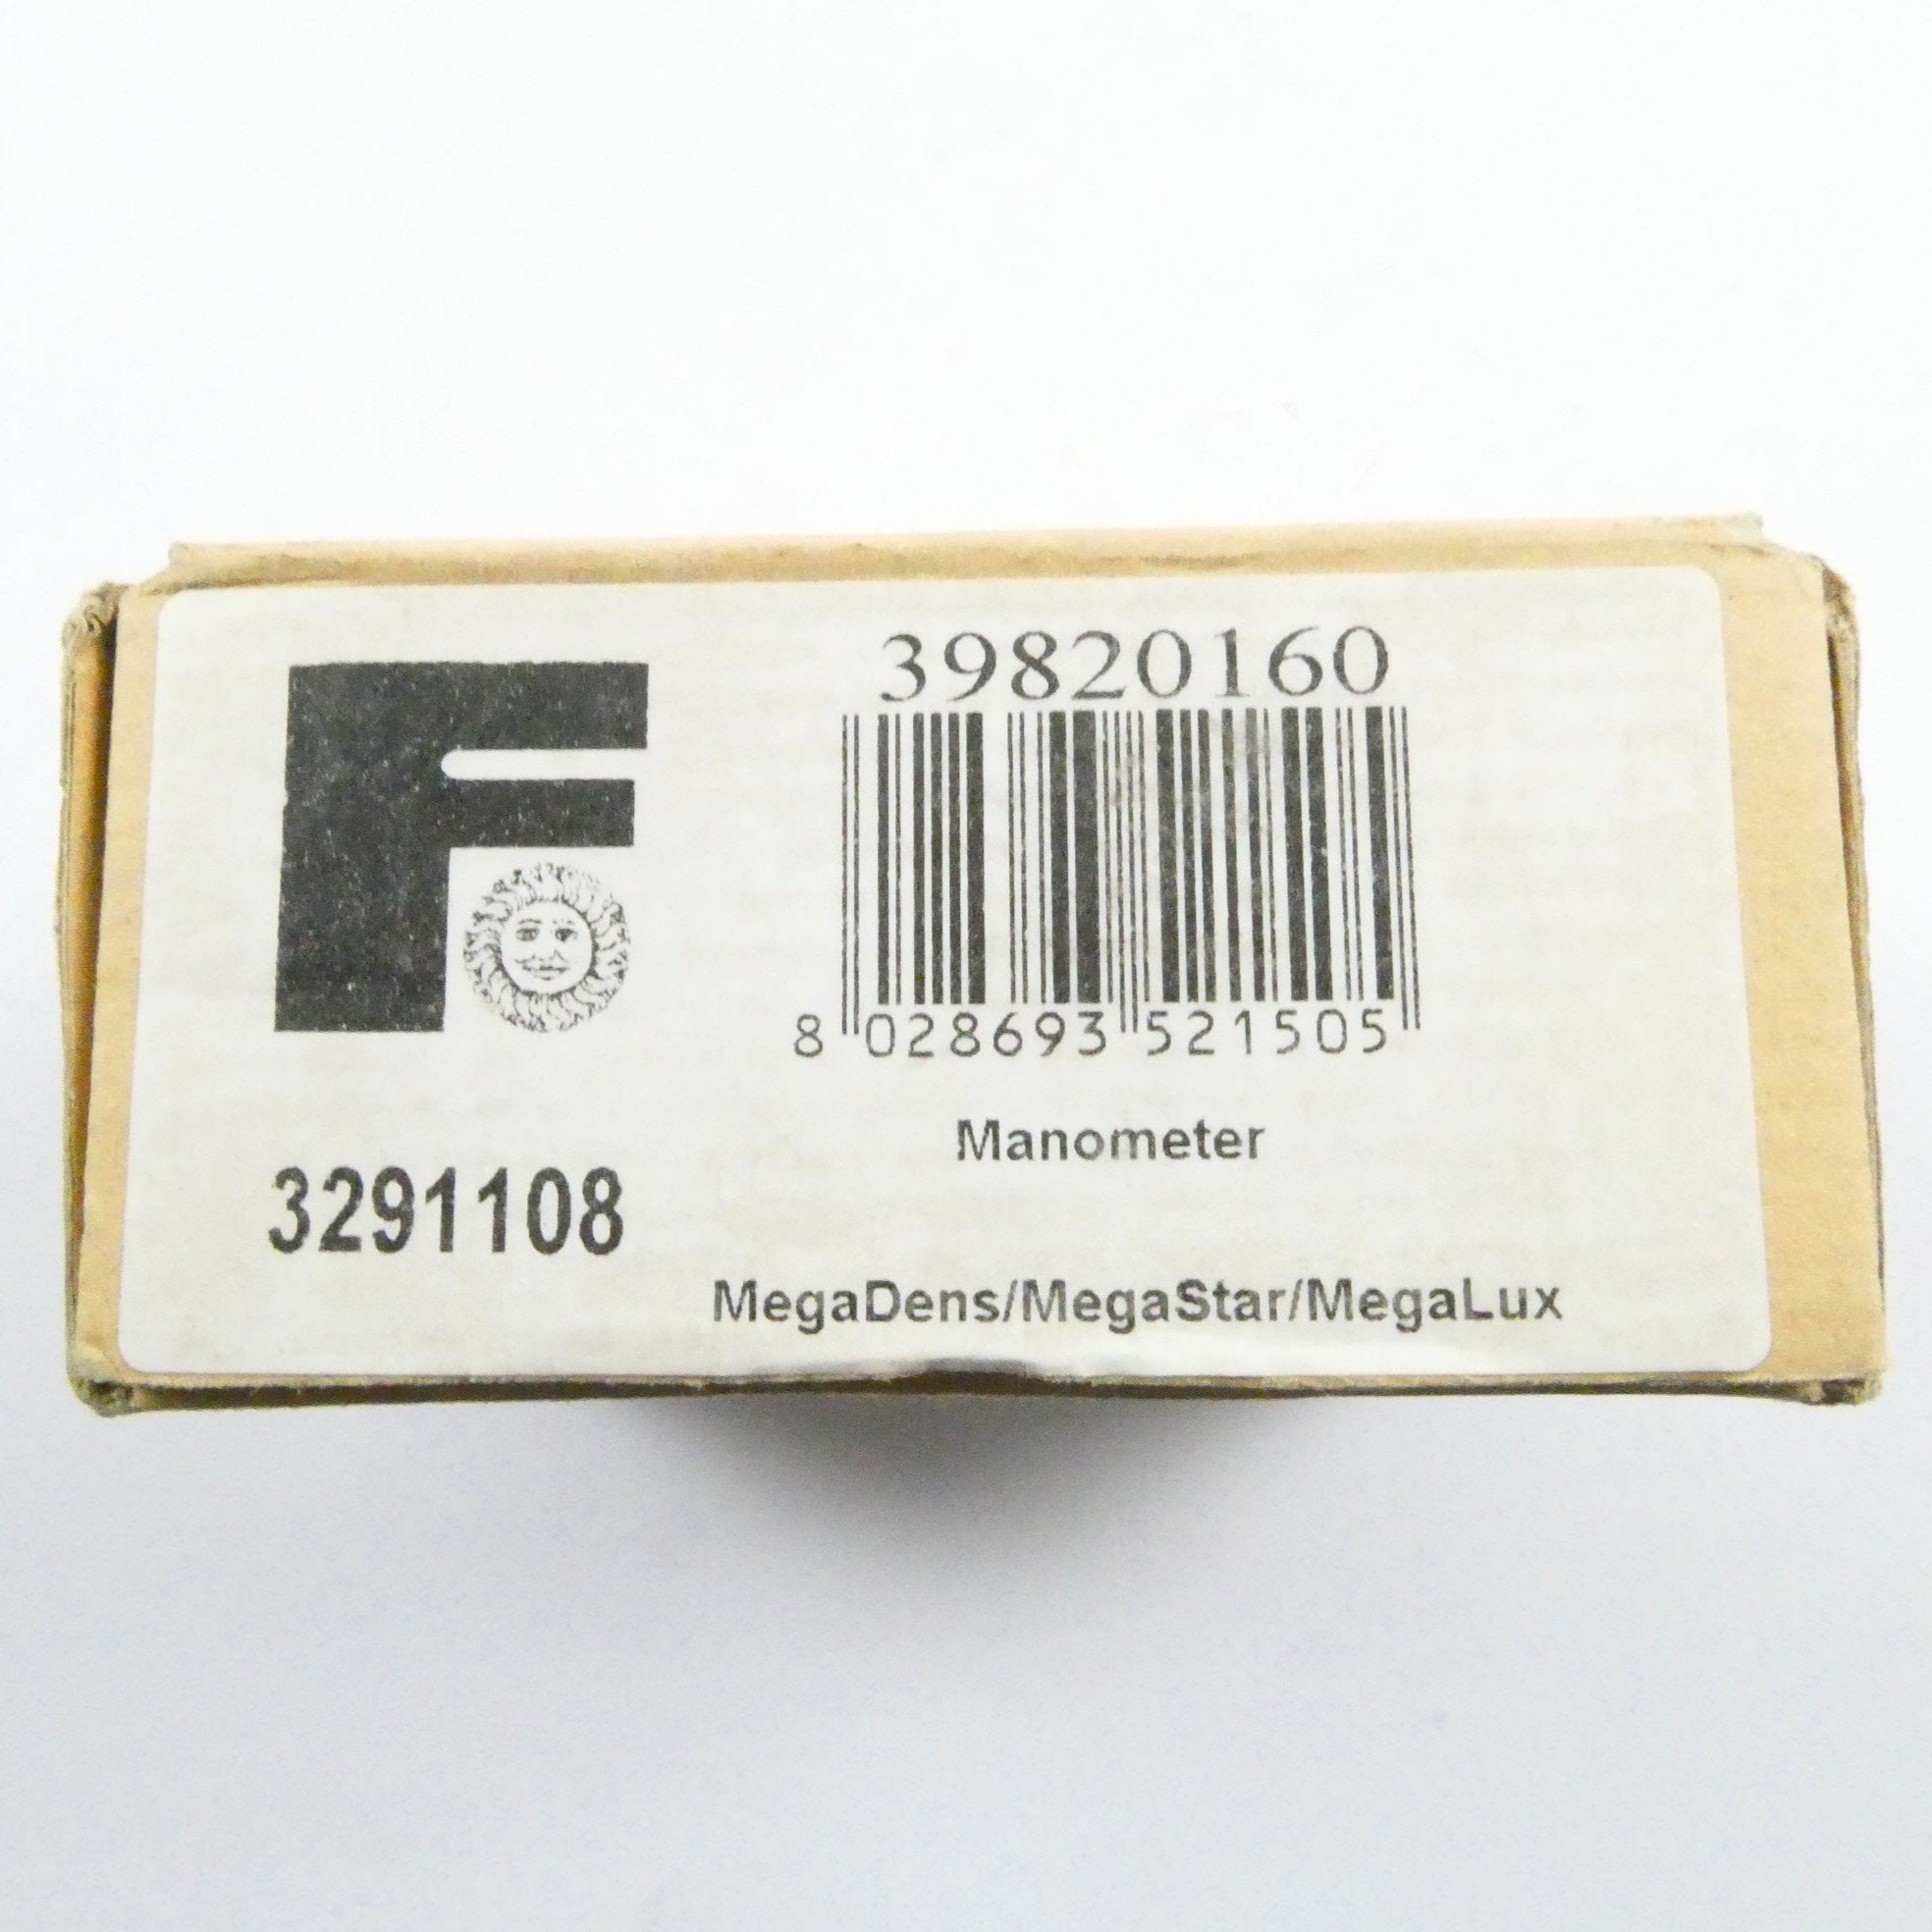 F
39820160
8 028693 521505
Manometer
3291108
MegaDens/MegaStar/MegaLux